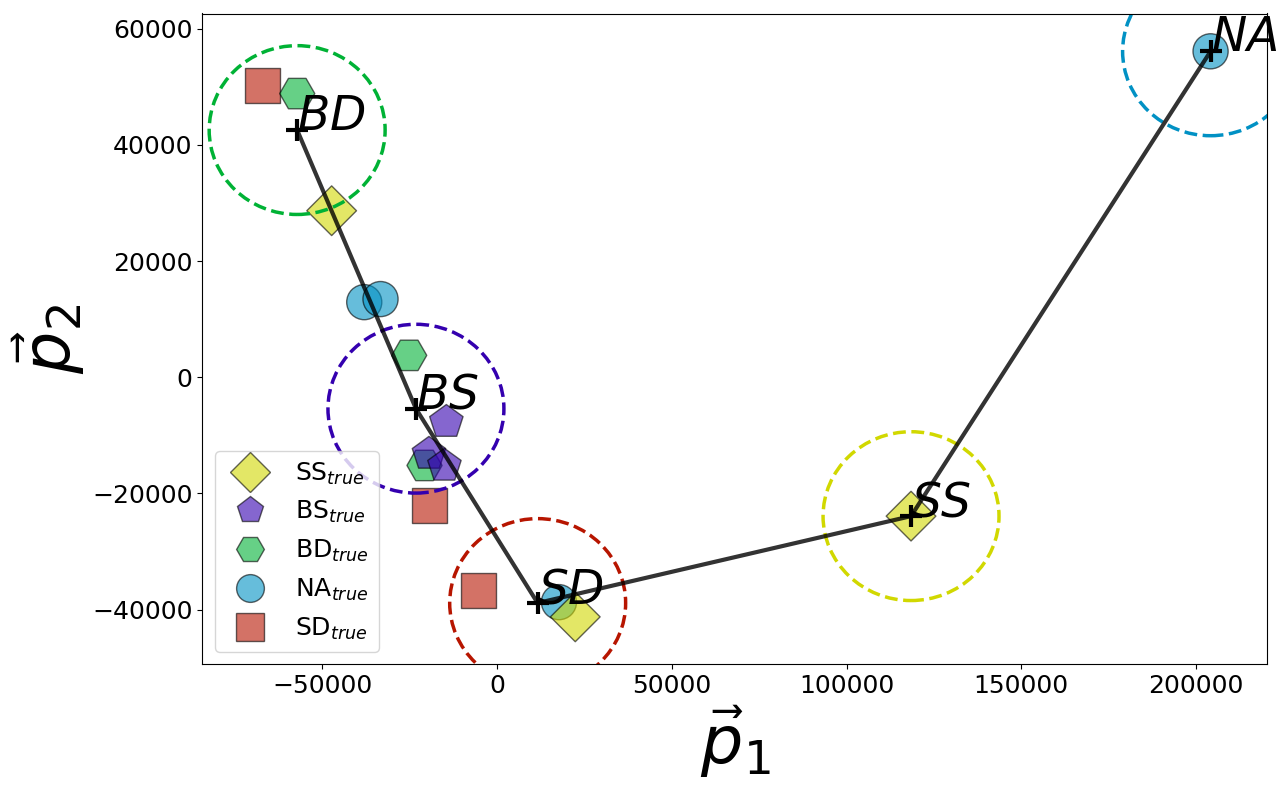 60000
40000
20000
0
−20000
−40000
−50000
0
50000
100000
150000
200000
p⃗₂
p⃗₁
NA
BD
BS
SS
SD
SS_true
BS_true
BD_true
NA_true
SD_true